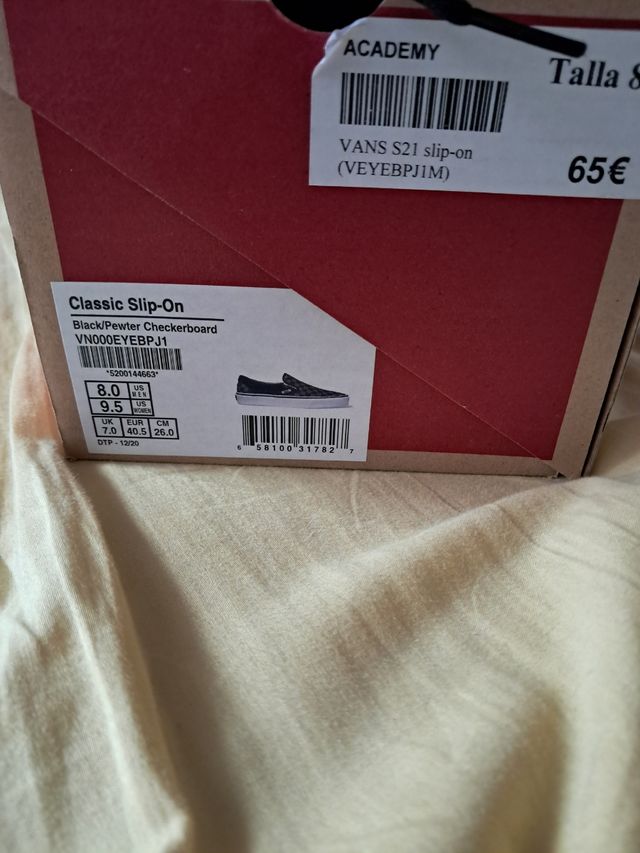 ACADEMY
Talla 8
VANS S21 slip-on
(VEYEBPJ1M)
65€
Classic Slip-On
Black/Pewter Checkerboard
VN000EYEBPJ1
*5200144663*
8.0 US MEN
9.5 US WOMEN
UK EUR CM
7.0 40.5 26.0
DTP - 12/20
6 58100 31782 7